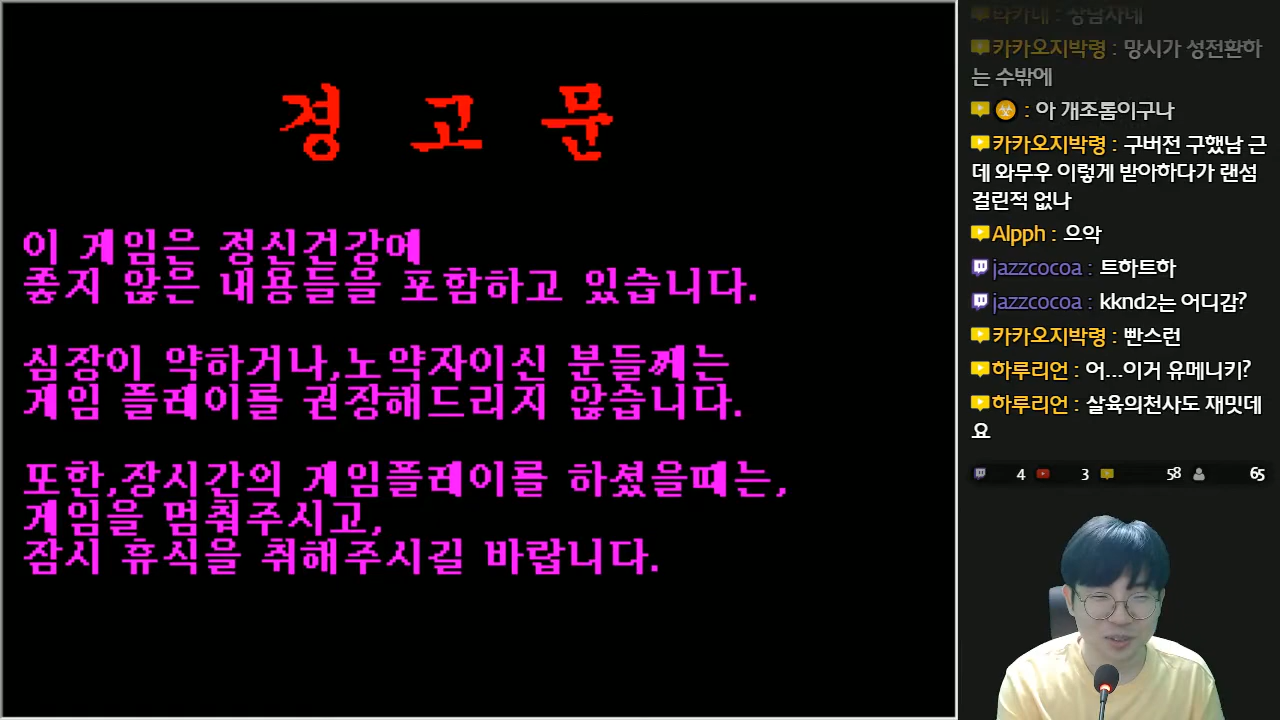 경 고 문
이 게임은 정신건강에
좋지 않은 내용들을 포함하고 있습니다.
심장이 약하거나,노약자이신 분들께는
게임 플레이를 권장해드리지 않습니다.
또한,장시간의 게임플레이를 하셨을때는,
게임을 멈춰주시고,
잠시 휴식을 취해주시길 바랍니다.
카카오지박령 : 망시가 성전환하
는 수밖에
: 아 개조톰이구나
카카오지박령 : 구버전 구했남 근
데 와무우 이렇게 받아하다가 랜섬
걸린적 없나
Alpph : 으악
jazzcocoa : 트하트하
jazzcocoa : kknd2는 어디감?
카카오지박령 : 빤스런
하루리언 : 어...이거 유메니키?
하루리언 : 살육의천사도 재밋데
요
4 3 58 65